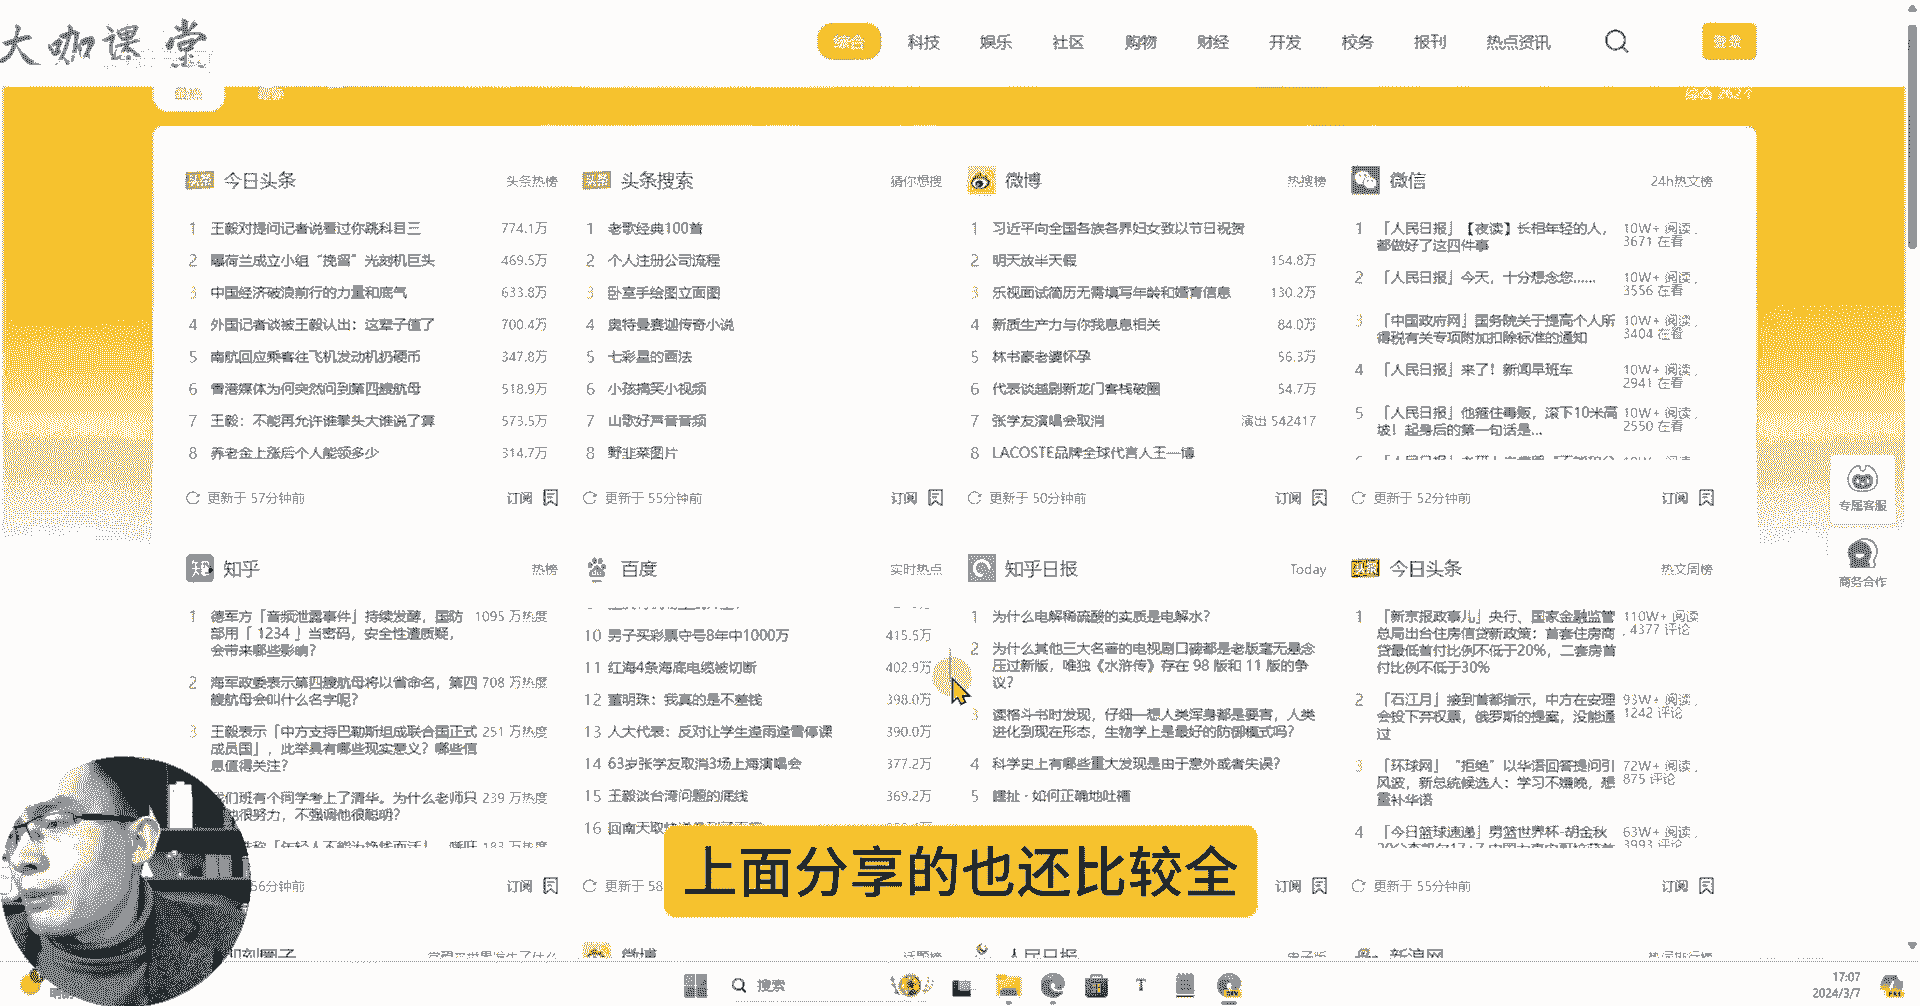 大咖课堂
综合 科技 娱乐 社区 购物 财经 开发 校务 报刊 热点资讯 登录
今日头条 头条热榜
1 王毅对提问记者说看过你跳科目三 774.1万
2 曝荷兰成立小组“挽留”光刻机巨头 469.5万
3 中国经济破浪前行的力量和底气 633.8万
4 外国记者谈被王毅认出：这辈子值了 700.4万
5 南航回应乘客往飞机发动机扔硬币 347.8万
6 香港媒体为何突然问到第四艘航母 518.9万
7 王毅：不能再允许谁拳头大谁说了算 573.5万
8 养老金上涨后个人能领多少 314.7万
更新于 57分钟前 订阅
头条搜索 猜你想搜
1 老歌经典100首
2 个人注册公司流程
3 卧室手绘图立面图
4 奥特曼赛迦传奇小说
5 七彩星的画法
6 小孩搞笑小视频
7 山歌好声音音频
8 野韭菜图片
更新于 55分钟前 订阅
微博 热搜榜
1 习近平向全国各族各界妇女致以节日祝贺
2 明天放半天假 154.8万
3 乐视面试简历无需填写年龄和婚育信息 130.2万
4 新质生产力与你我息息相关 84.0万
5 林书豪老婆怀孕 56.3万
6 代表谈越剧新龙门客栈破圈 54.7万
7 张学友演唱会取消 演出 542417
8 LACOSTE品牌全球代言人王一博
更新于 50分钟前 订阅
微信 24h热文榜
1 「人民日报」【夜读】长相年轻的人， 10W+ 阅读，
都做好了这四件事 3671 在看
2 「人民日报」今天，十分想念您…… 10W+ 阅读，
3556 在看
3 「中国政府网」国务院关于提高个人所 10W+ 阅读，
得税有关专项附加扣除标准的通知 3404 在看
4 「人民日报」来了！新闻早班车 10W+ 阅读，
2941 在看
5 「人民日报」他箍住毒贩，滚下10米高 10W+ 阅读，
坡！起身后的第一句话是... 2550 在看
更新于 52分钟前 订阅
专属客服
商务合作
知乎 热榜
1 德军方「音频泄露事件」持续发酵，国防 1095 万热度
部用「 1234 」当密码，安全性遭质疑，
会带来哪些影响？
2 海军政委表示第四艘航母将以省命名，第四 708 万热度
艘航母会叫什么名字呢？
3 王毅表示「中方支持巴勒斯坦成联合国正式 251 万热度
成员国」，此举具有哪些现实意义？哪些信
息值得关注？
们班有个同学考上了清华。为什么老师只 239 万热度
他很努力，不强调他很聪明？
56分钟前 订阅
百度 实时热点
10 男子买彩票守号8年中1000万 415.5万
11 红海4条海底电缆被切断 402.9万
12 董明珠：我真的是不差钱 398.0万
13 人大代表：反对让学生逢雨逢雪停课 390.0万
14 63岁张学友取消3场上海演唱会 377.2万
15 王毅谈台湾问题的底线 369.2万
16 回南天
更新于 58
知乎日报 Today
1 为什么电解稀硫酸的实质是电解水？
2 为什么其他三大名著的电视剧口碑都是老版毫无悬念
压过新版，唯独《水浒传》存在 98 版和 11 版的争
议？
3 读格斗书时发现，仔细一想人类浑身都是要害，人类
进化到现在形态，生物学上是最好的防御模式吗？
4 科学史上有哪些重大发现是由于意外或者失误？
5 瞎扯 · 如何正确地吐槽
订阅
今日头条 热文周榜
1 「新京报政事儿」央行、国家金融监管 110W+ 阅读
总局出台住房信贷新政策：首套住房商 , 4377 评论
贷最低首付比例不低于20%，二套房首
付比例不低于30%
2 「石江月」接到首都指示，中方在安理 93W+ 阅读，
会投下弃权票，俄罗斯的提案，没能通 1242 评论
过
3 「环球网」“拒绝”以华语回答提问引 72W+ 阅读，
风波，新总统候选人：学习不嫌晚，想 875 评论
重补华语
4 「今日篮球速递」男篮世界杯-胡金秋 63W+ 阅读，
3993 评论
更新于 55分钟前 订阅
上面分享的也还比较全
即刻圈子
微博 话题榜
人民日报 电子版
新浪网
搜索
17:07
2024/3/7